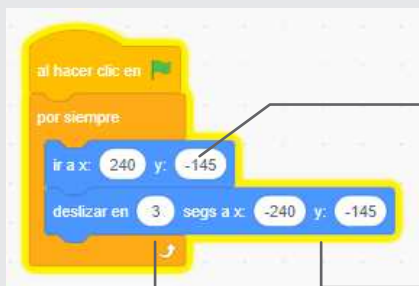 al hacer clic en
por siempre
ir a x: 240 y: -145
deslizar en 3 segs a x: -240 y: -145